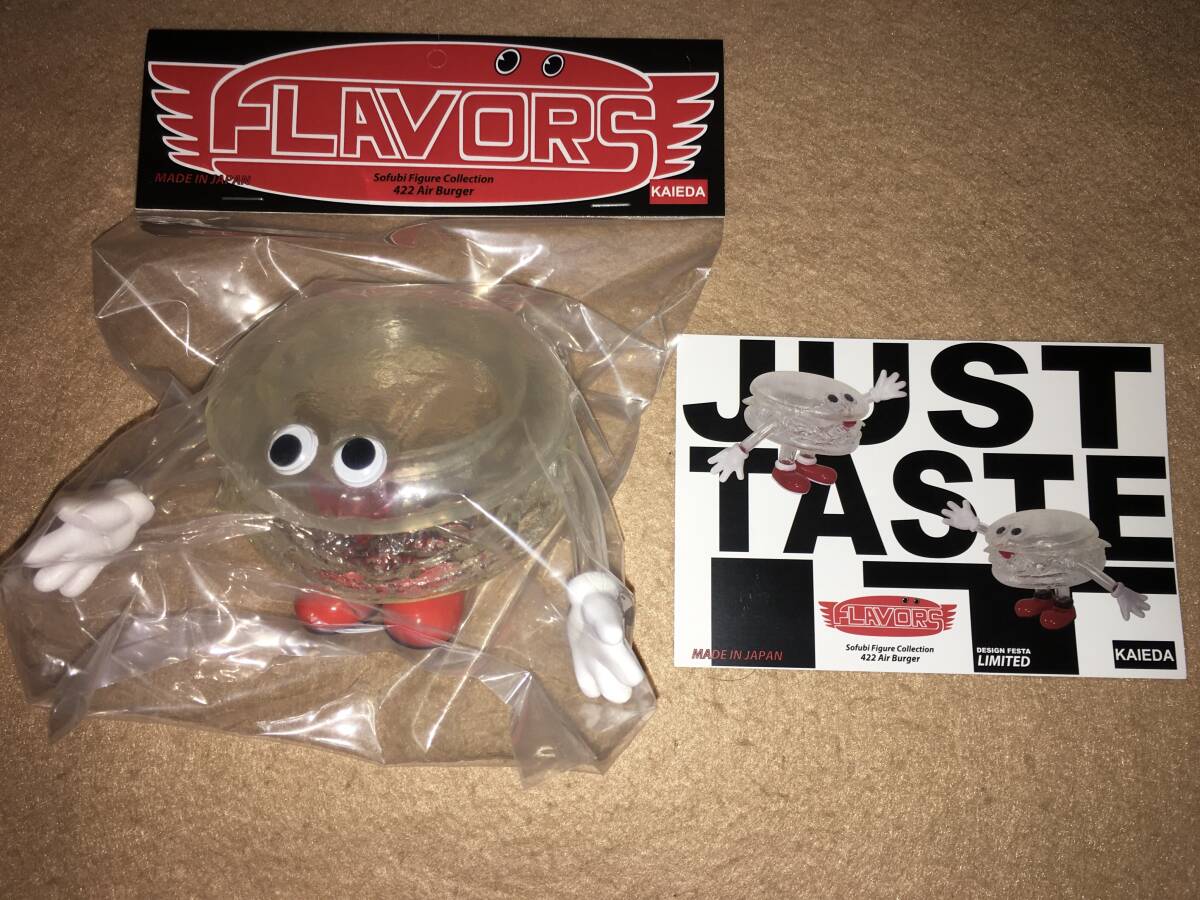 FLAVORS
MADE IN JAPAN
Sofubi Figure Collection
422 Air Burger
KAIEDA
JUST
TASTE
IT
FLAVORS
MADE IN JAPAN
Sofubi Figure Collection
422 Air Burger
DESIGN FESTA
LIMITED
KAIEDA